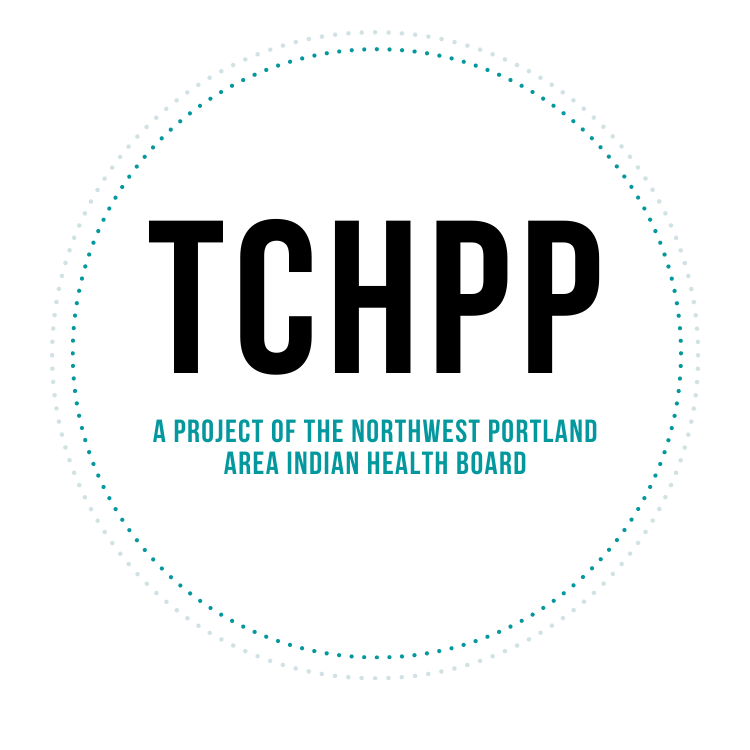 TCHPP
A PROJECT OF THE NORTHWEST PORTLAND
AREA INDIAN HEALTH BOARD